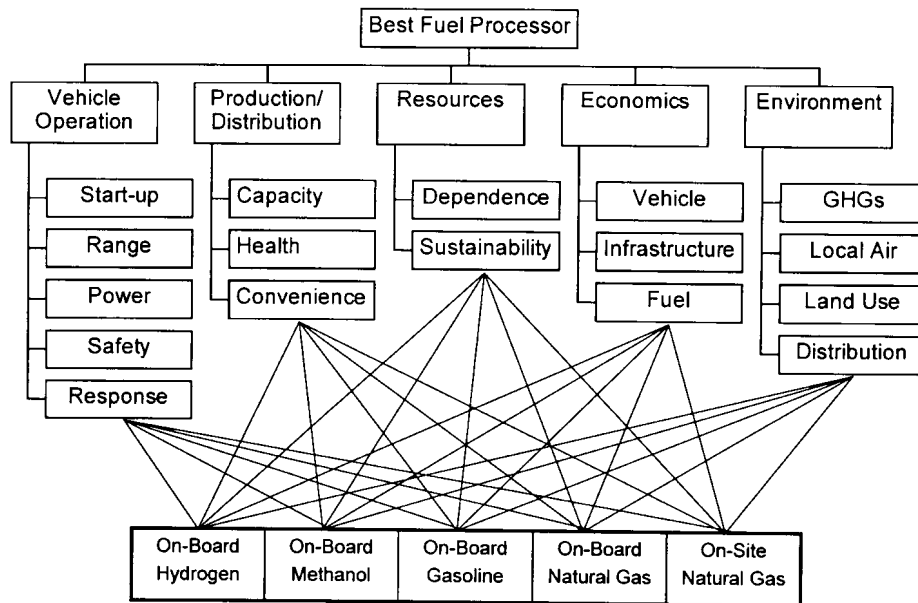 Best Fuel Processor
Vehicle
Operation
Production/
Distribution
Resources
Economics
Environment
Start-up
Range
Power
Safety
Response
Capacity
Health
Convenience
Dependence
Sustainability
Vehicle
Infrastructure
Fuel
GHGs
Local Air
Land Use
Distribution
On-Board
Hydrogen
On-Board
Methanol
On-Board
Gasoline
On-Board
Natural Gas
On-Site
Natural Gas